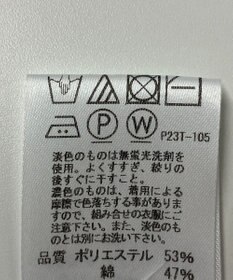 P23T-105
淡色のものは無蛍光洗剤を
使用。よくすすぎ、絞りの
後すぐに干すこと。
濃色のものは、着用による
摩擦で色落ちする事があり
ますので、組み合せの衣服にご
注意下さい。また、淡色のも
のとは別にお洗い下さい。
品質 ポリエステル 53%
綿 47%